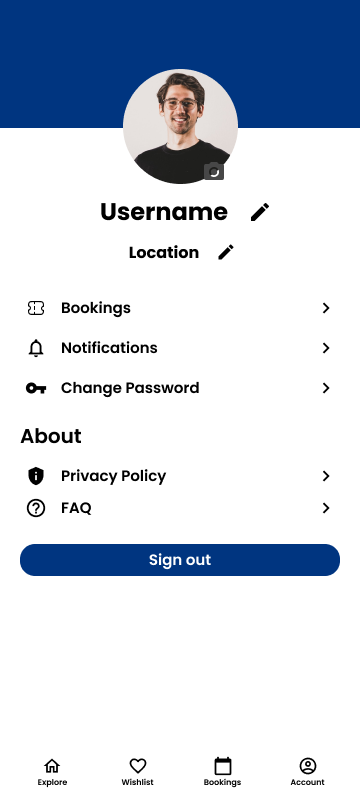 Username
Location
Bookings
Notifications
Change Password
About
Privacy Policy
FAQ
Sign out
Explore Wishlist Bookings Account